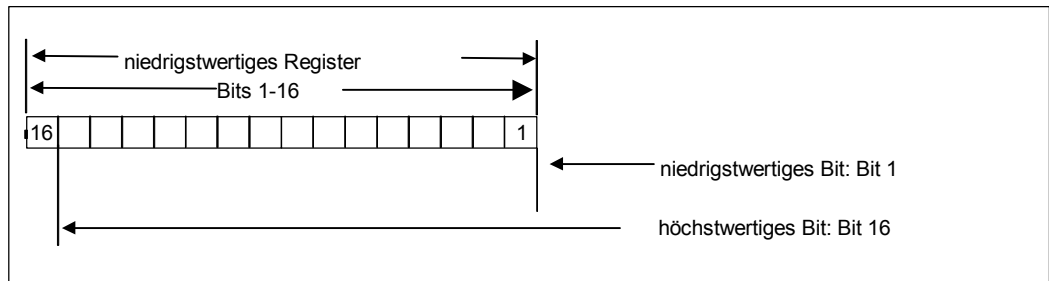 niedrigstwertiges Register
Bits 1-16
16 1
niedrigstwertiges Bit: Bit 1
höchstwertiges Bit: Bit 16